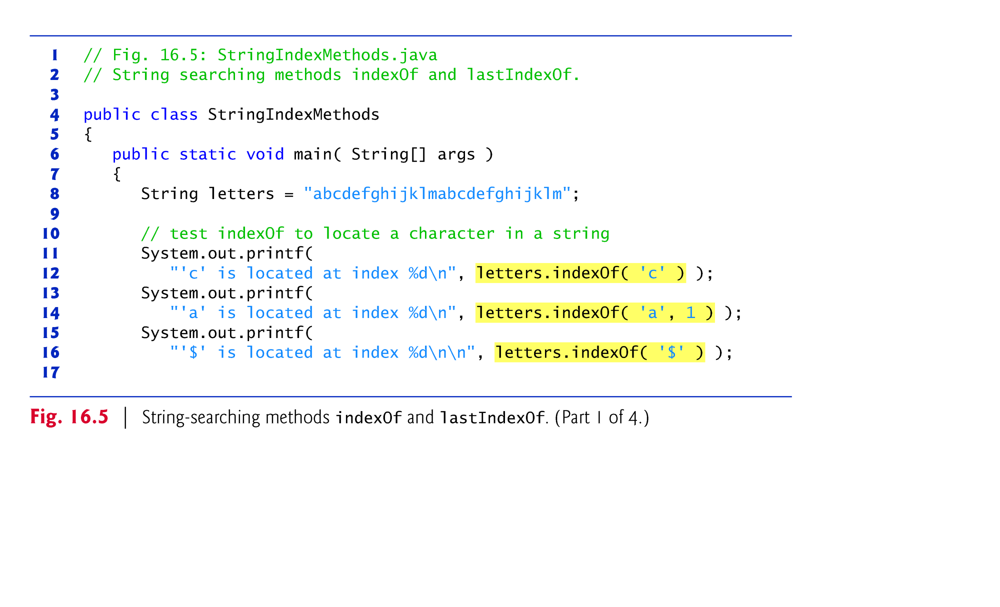 1 // Fig. 16.5: StringIndexMethods.java
2 // String searching methods indexOf and lastIndexOf.
3
4 public class StringIndexMethods
5 {
6 public static void main( String[] args )
7 {
8 String letters = "abcdefghijklmabcdefghijklm";
9
10 // test indexOf to locate a character in a string
11 System.out.printf(
12 "'c' is located at index %d\n", letters.indexOf( 'c' ) );
13 System.out.printf(
14 "'a' is located at index %d\n", letters.indexOf( 'a', 1 ) );
15 System.out.printf(
16 "'$' is located at index %d\n\n", letters.indexOf( '$' ) );
17
Fig. 16.5 | String-searching methods indexOf and lastIndexOf. (Part 1 of 4.)